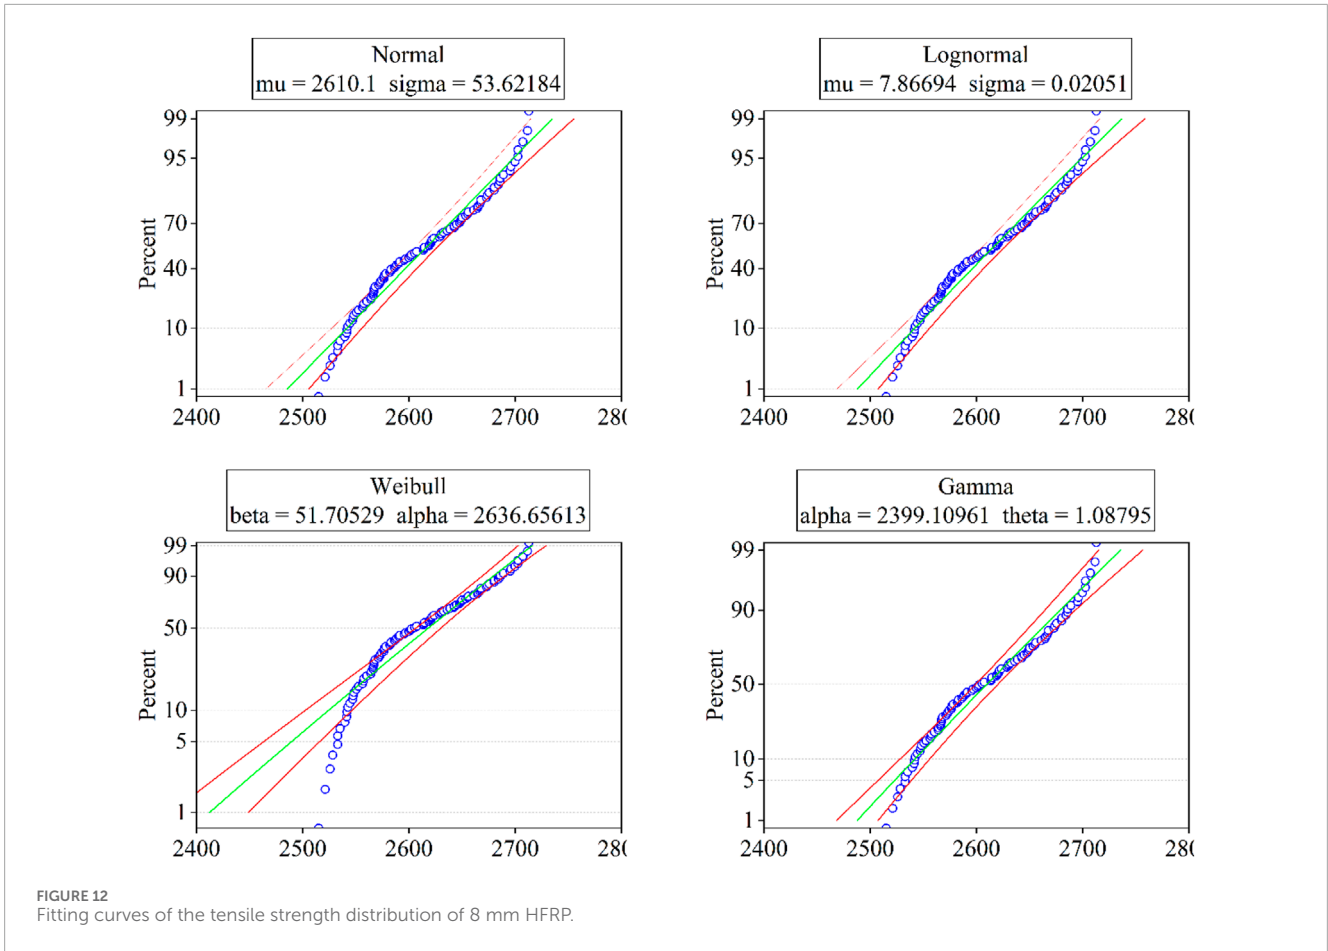 Normal
mu = 2610.1 sigma = 53.62184
Percent
99
95
70
40
10
1
2400 2500 2600 2700 280
Lognormal
mu = 7.86694 sigma = 0.02051
Percent
99
95
70
40
10
1
2400 2500 2600 2700 280
Weibull
beta = 51.70529 alpha = 2636.65613
Percent
99
90
50
10
5
1
2400 2500 2600 2700 280
Gamma
alpha = 2399.10961 theta = 1.08795
Percent
99
90
50
10
5
1
2400 2500 2600 2700 280
FIGURE 12
Fitting curves of the tensile strength distribution of 8 mm HFRP.